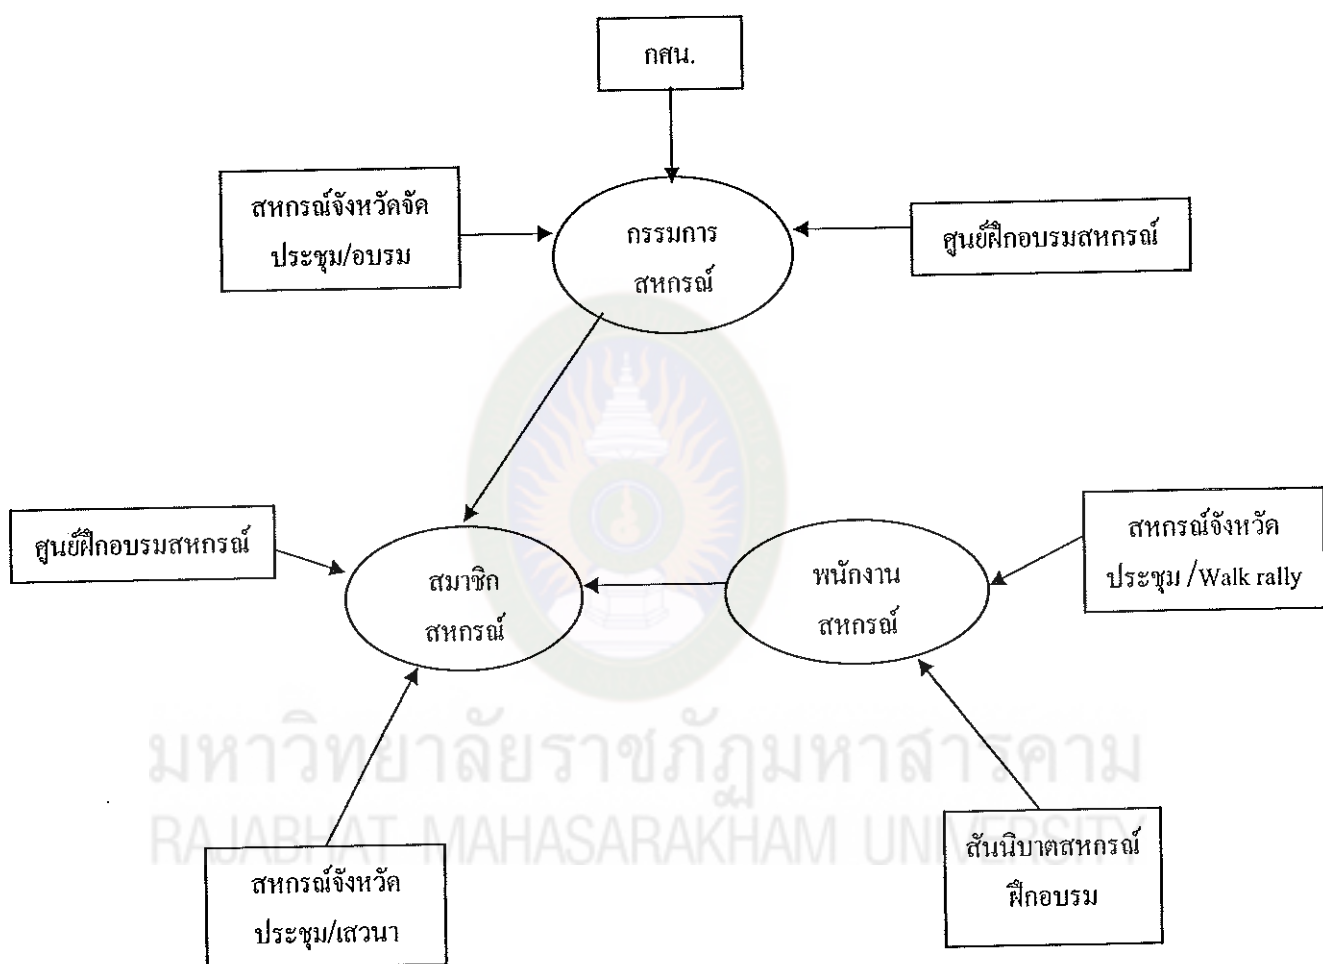 กศน.
สหกรณ์จังหวัดจัด
ประชุม/อบรม
กรรมการ
สหกรณ์
ศูนย์ฝึกอบรมสหกรณ์
ศูนย์ฝึกอบรมสหกรณ์
สมาชิก
สหกรณ์
พนักงาน
สหกรณ์
สหกรณ์จังหวัด
ประชุม /Walk rally
มหาวิทยาลัยราชภัฏมหาสารคาม
RAJABHAT MAHASARAKHAM UNIVERSITY
สหกรณ์จังหวัด
ประชุม/เสวนา
สันนิบาตสหกรณ์
ฝึกอบรม